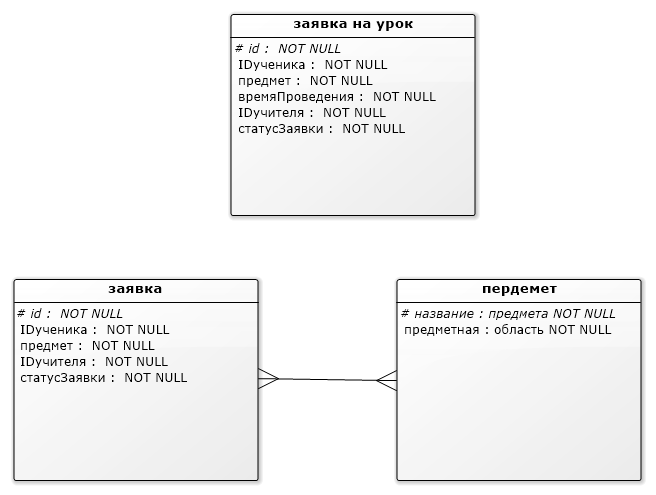 заявка на урок
# id :  NOT NULL
IDученика :  NOT NULL
предмет :  NOT NULL
времяПроведения :  NOT NULL
IDучителя :  NOT NULL
статусЗаявки :  NOT NULL
заявка
# id :  NOT NULL
IDученика :  NOT NULL
предмет :  NOT NULL
IDучителя :  NOT NULL
статусЗаявки :  NOT NULL
пердемет
# название : предмета NOT NULL
предметная : область NOT NULL